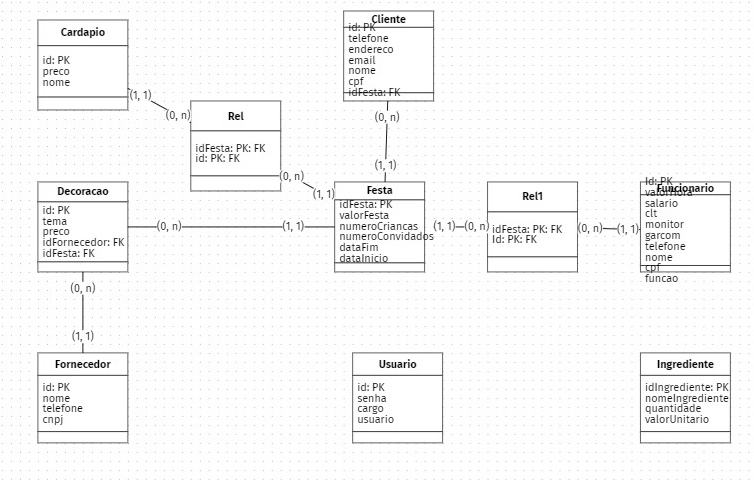 Cardapio
id: PK
preco
nome
(1, 1)
(0, n)
Rel
idFesta: PK: FK
id: PK: FK
(0, n)
(1, 1)
Cliente
id: PK
telefone
endereco
email
nome
cpf
idFesta: FK
(0, n)
(1, 1)
Decoracao
id: PK
tema
preco
idFornecedor: FK
idFesta: FK
(0, n)
(1, 1)
Festa
idFesta: PK
valorFesta
numeroCriancas
numeroConvidados
dataFim
dataInicio
(1, 1)
(0, n)
Rel1
idFesta: PK: FK
Id: PK: FK
(0, n)
(1, 1)
Funcionario
Id: PK
valorHora
salario
clt
monitor
garcom
telefone
nome
cpf
funcao
(0, n)
(1, 1)
Fornecedor
id: PK
nome
telefone
cnpj
Usuario
id: PK
senha
cargo
usuario
Ingrediente
idIngrediente: PK
nomeIngrediente
quantidade
valorUnitario